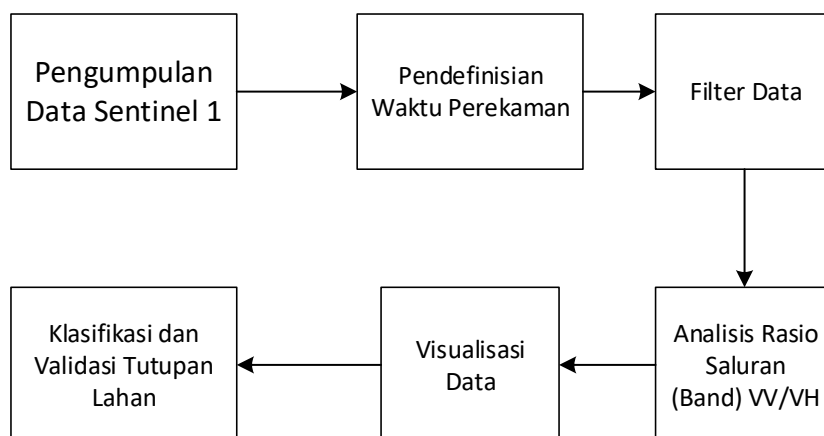 Pengumpulan
Data Sentinel 1
Pendefinisian
Waktu Perekaman
Filter Data
Analisis Rasio
Saluran
(Band) VV/VH
Visualisasi
Data
Klasifikasi dan
Validasi Tutupan
Lahan